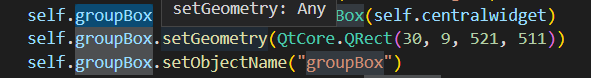 self.groupBox setGeometry: Any Box(self.centralwidget)
self.groupBox.setGeometry(QtCore.QRect(30, 9, 521, 511))
self.groupBox.setObjectName("groupBox")